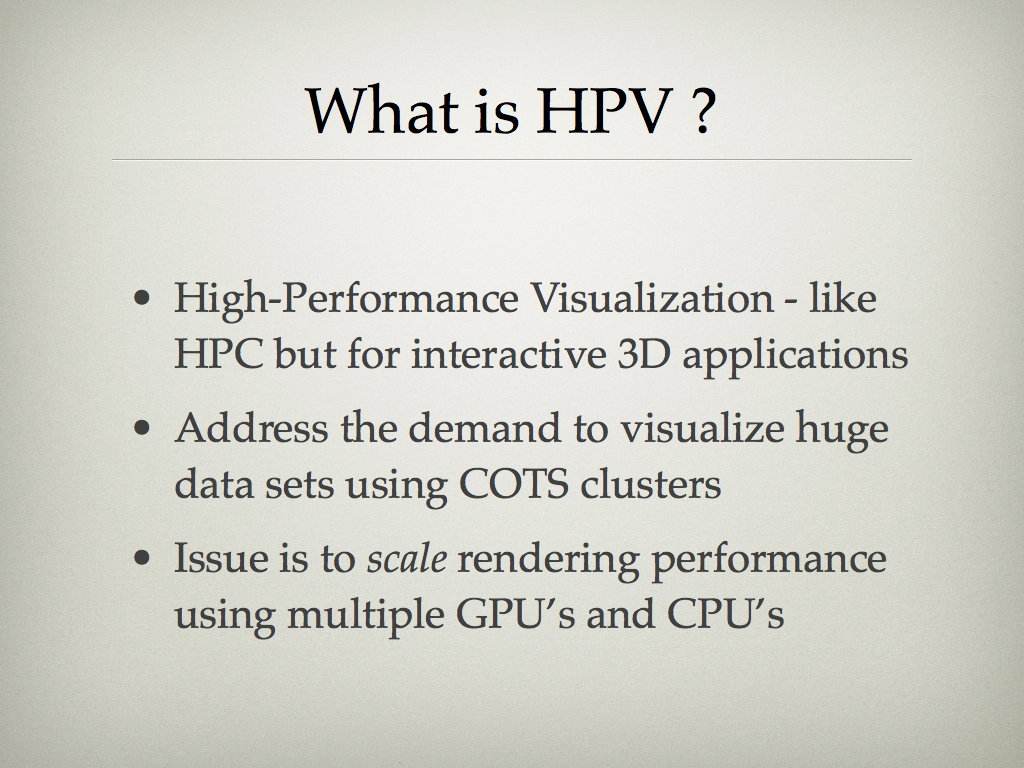 What is HPV ?
• High-Performance Visualization - like
HPC but for interactive 3D applications
• Address the demand to visualize huge
data sets using COTS clusters
• Issue is to scale rendering performance
using multiple GPU’s and CPU’s